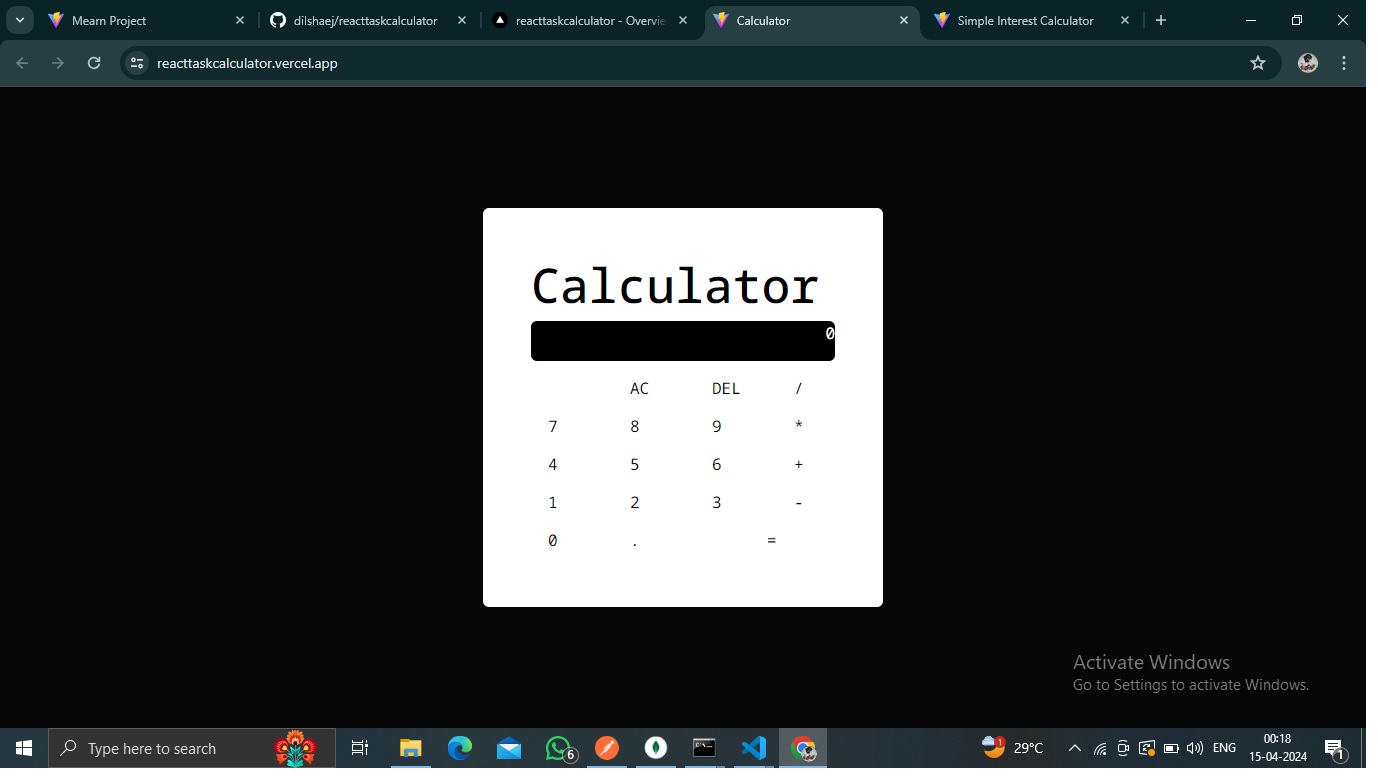 Mearn Project
dilshaej/reacttaskcalculator
reacttaskcalculator - Overvie
Calculator
Simple Interest Calculator
reacttaskcalculator.vercel.app
Calculator
0
AC DEL /
7 8 9 *
4 5 6 +
1 2 3 -
0 . =
Activate Windows
Go to Settings to activate Windows.
Type here to search
6
1
29°C
ENG
00:18
15-04-2024
1